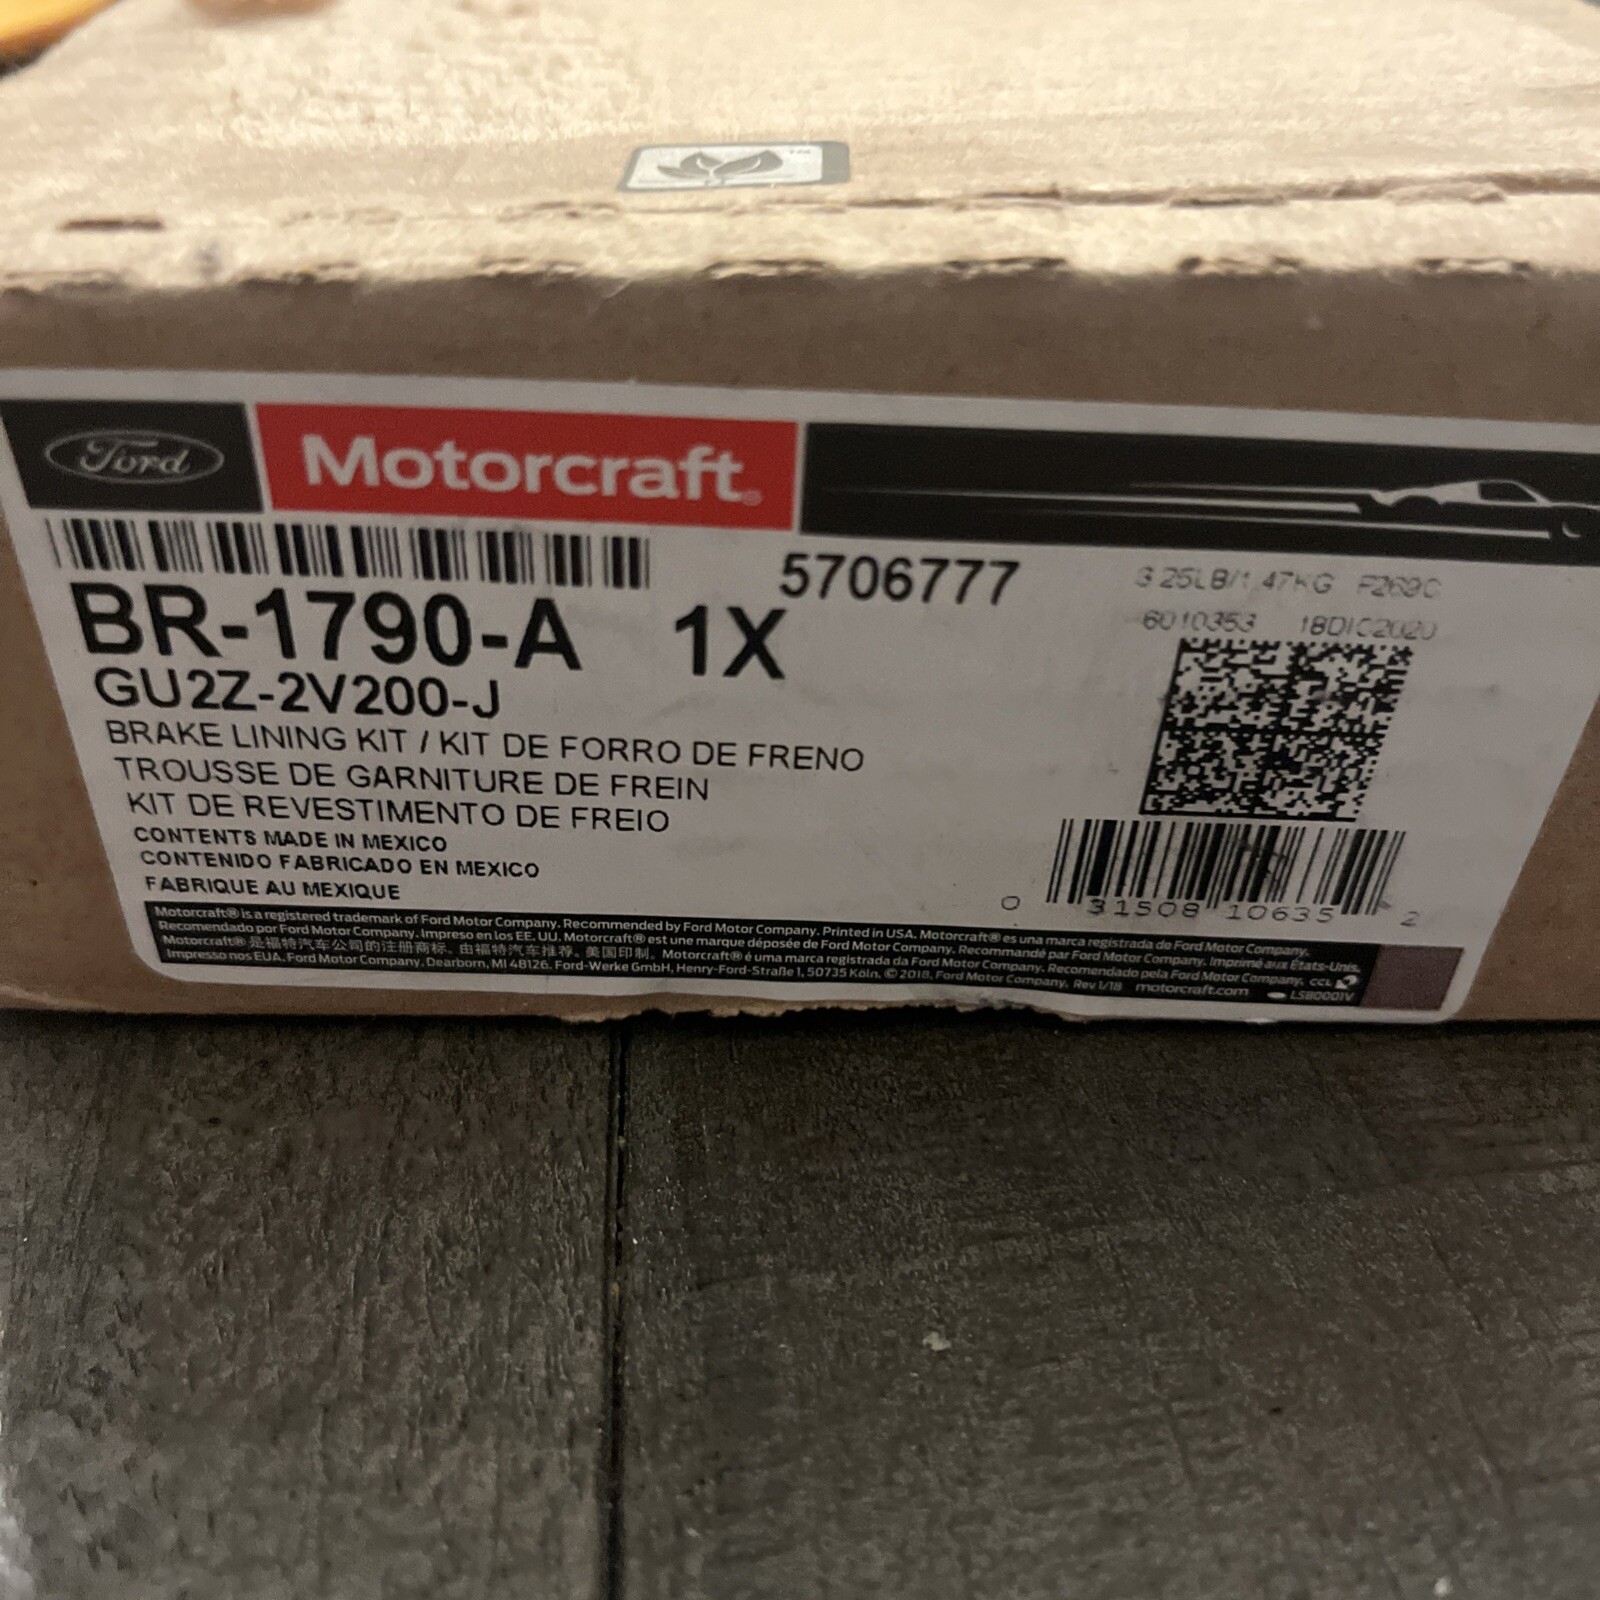 Ford
Motorcraft®
BR-1790-A 1X
5706777
3.25LB/1.47KG F269C
6010353 18DIC2020
GU2Z-2V200-J
BRAKE LINING KIT / KIT DE FORRO DE FRENO
TROUSSE DE GARNITURE DE FREIN
KIT DE REVESTIMENTO DE FREIO
CONTENTS MADE IN MEXICO
CONTENIDO FABRICADO EN MEXICO
FABRIQUE AU MEXIQUE
0 31508 10635 2
Motorcraft® is a registered trademark of Ford Motor Company. Recommended by Ford Motor Company. Printed in USA. Motorcraft® es una marca registrada de Ford Motor Company.
Recomendado por Ford Motor Company. Impreso en los EE. UU. Motorcraft® est une marque déposée de Ford Motor Company. Recommandé par Ford Motor Company. Imprimé aux États-Unis.
Motorcraft® 是福特汽车公司的注册商标。由福特汽车推荐。美国印制。Motorcraft® é uma marca registrada da Ford Motor Company. Recomendado pela Ford Motor Company. CCL
Impresso nos EUA. Ford Motor Company, Dearborn, MI 48126. Ford-Werke GmbH, Henry-Ford-Straße 1, 50735 Köln. © 2018, Ford Motor Company, Rev 1/18 motorcraft.com LSB0001V